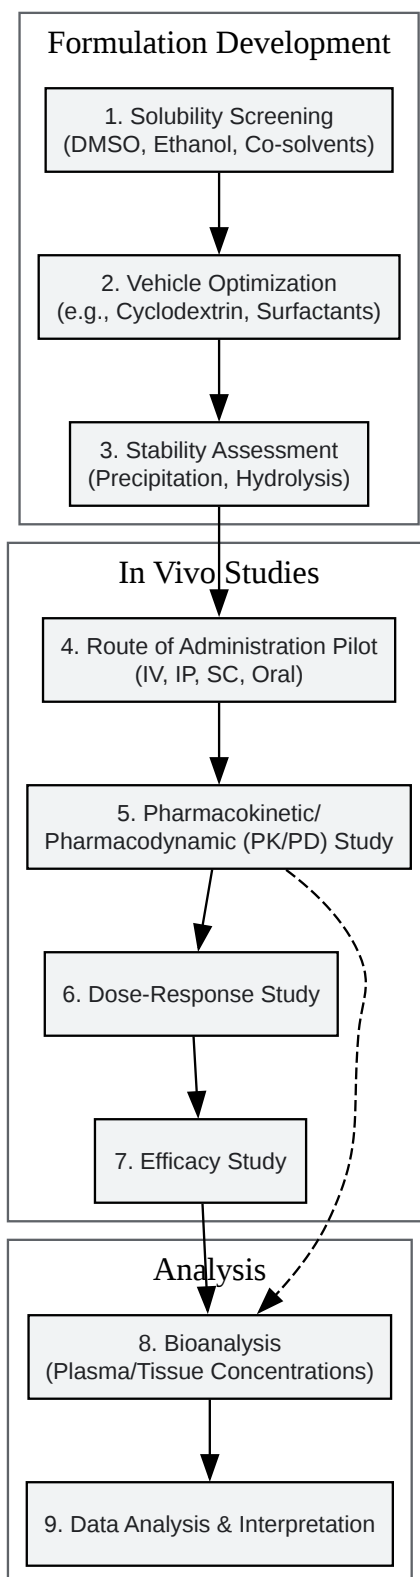 Formulation Development
1. Solubility Screening
(DMSO, Ethanol, Co-solvents)
2. Vehicle Optimization
(e.g., Cyclodextrin, Surfactants)
3. Stability Assessment
(Precipitation, Hydrolysis)
In Vivo Studies
4. Route of Administration Pilot
(IV, IP, SC, Oral)
5. Pharmacokinetic/
Pharmacodynamic (PK/PD) Study
6. Dose-Response Study
7. Efficacy Study
Analysis
8. Bioanalysis
(Plasma/Tissue Concentrations)
9. Data Analysis & Interpretation